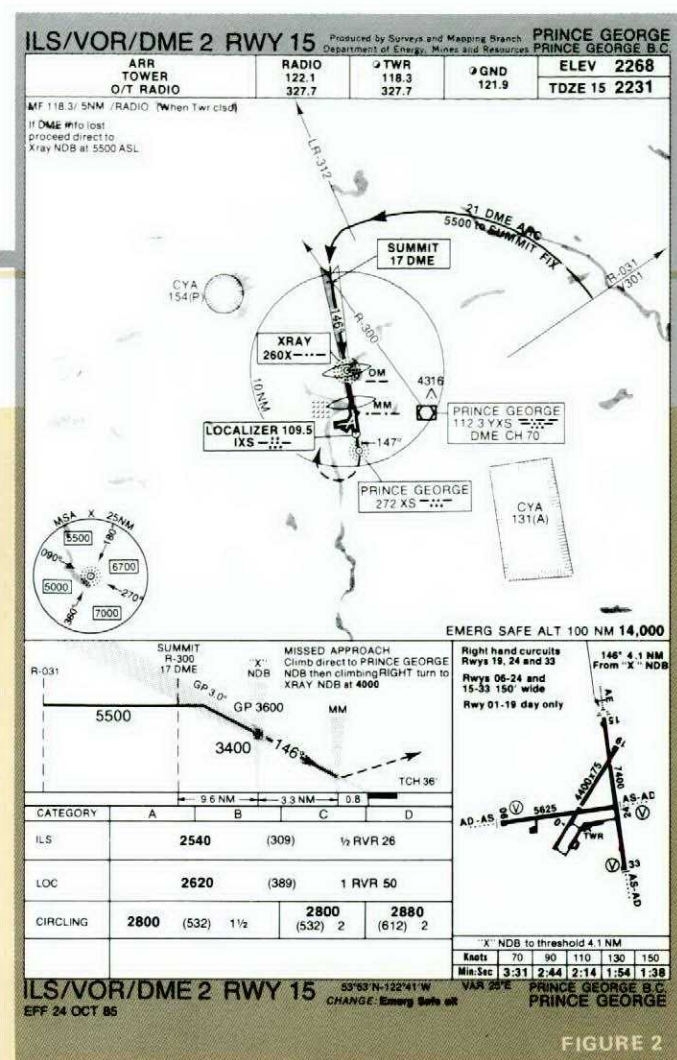 ILS/VOR/DME 2 RWY 15
Produced by Surveys and Mapping Branch
Department of Energy, Mines and Resources
PRINCE GEORGE
PRINCE GEORGE B.C.
ARR
TOWER
O/T RADIO
RADIO
122.1
327.7
TWR
118.3
327.7
GND
121.9
ELEV 2268
TDZE 15 2231
MF 118.3/ 5NM /RADIO (When Twr clsd)
If DME info lost
proceed direct to
Xray NDB at 5500 ASL
LR-312
21 DME ARC
5500 to SUMMIT FIX
R-031
V301
SUMMIT
17 DME
CYA
154(P)
146°
R-300
XRAY
260X
OM
10 NM
4316
MM
LOCALIZER 109.5
IXS
147°
PRINCE GEORGE
112.3 YXS
DME CH 70
PRINCE GEORGE
272 XS
CYA
131(A)
MSA X 25NM
5500
180°
090°
6700
5000
270°
360°
7000
EMERG SAFE ALT 100 NM 14,000
R-031
SUMMIT
R-300
17 DME
"X"
NDB
MISSED APPROACH
Climb direct to PRINCE GEORGE
NDB then climbing RIGHT turn to
XRAY NDB at 4000
GP 3.0°
5500
GP 3600
MM
3400
146°
TCH 36'
9.6 NM
3.3 NM
0.8
Right hand curcuits
Rwys 19, 24 and 33
Rwys 06-24 and
15-33 150' wide
Rwy 01-19 day only
146° 4.1 NM
From "X" NDB
AE
15
19
7400
4400x75
AS-AD
24
V
AD-AS
V
06
5625
01
TWR
V
33
AS-AD
CATEGORY A B C D
ILS 2540 (309) ½ RVR 26
LOC 2620 (389) 1 RVR 50
CIRCLING 2800 (532) 1½
2800
(532) 2
2880
(612) 2
"X" NDB to threshold 4.1 NM
Knots 70 90 110 130 150
Min:Sec 3:31 2:44 2:14 1:54 1:38
ILS/VOR/DME 2 RWY 15
EFF 24 OCT 85
53°53'N-122°41'W
CHANGE: Emerg Safe alt
VAR 25°E
PRINCE GEORGE B.C.
PRINCE GEORGE
FIGURE 2